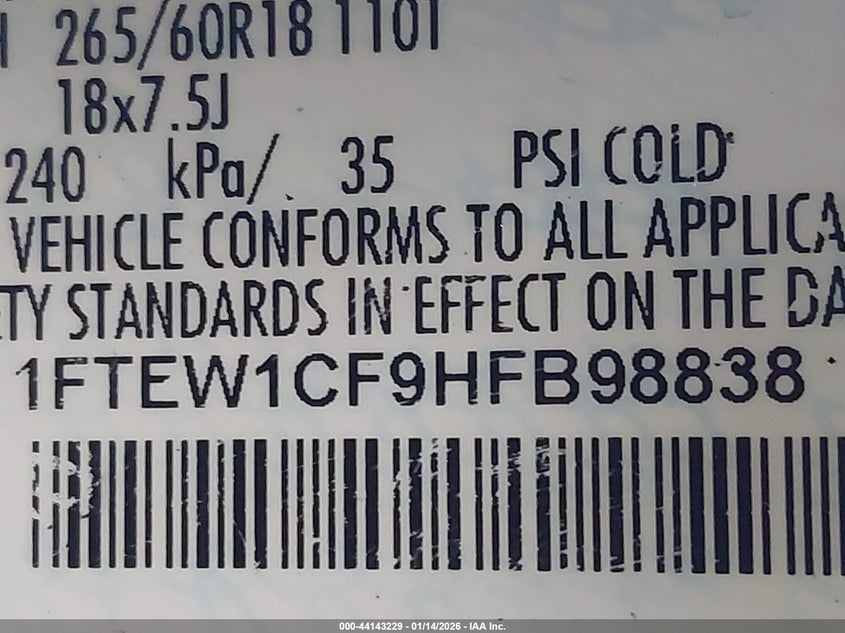 265/60R18 110T
18x7.5J
240 kPa/ 35 PSI COLD
VEHICLE CONFORMS TO ALL APPLICA
TY STANDARDS IN EFFECT ON THE DA
1FTEW1CF9HFB98838
000-44143229 - 01/14/2026 - IAA Inc.